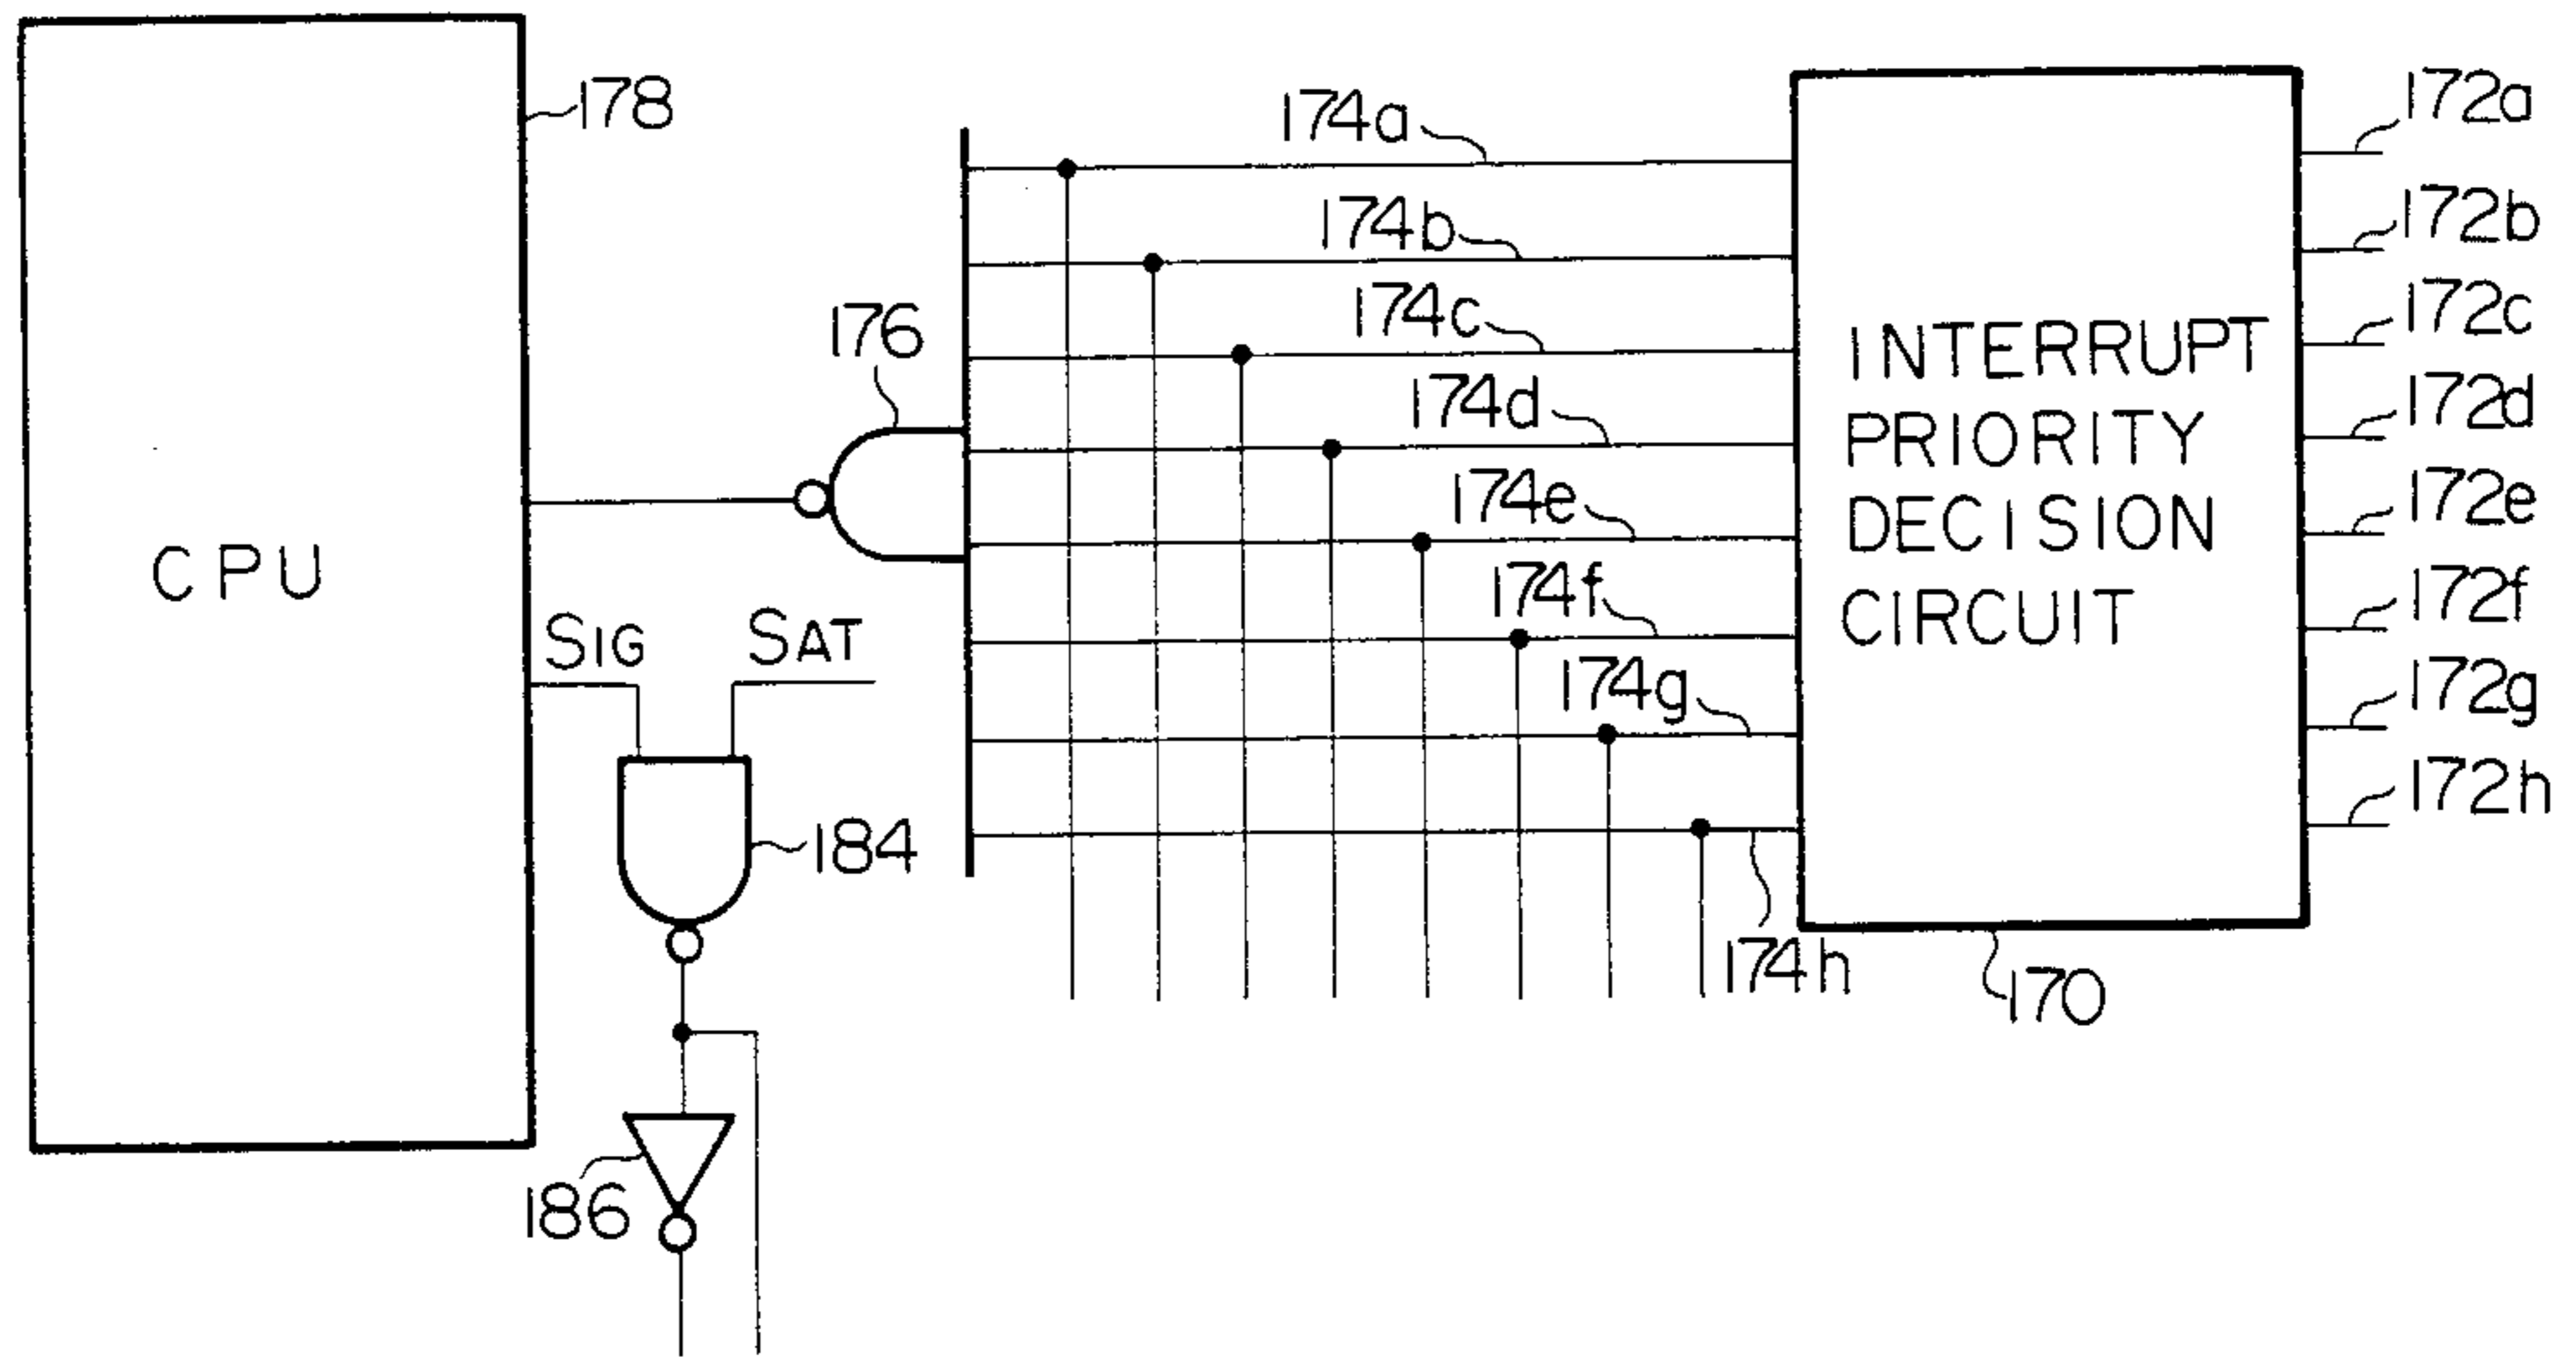 178
CPU
176
SIG
SAT
184
186
174a
174b
174c
174d
174e
174f
174g
174h
INTERRUPT
PRIORITY
DECISION
CIRCUIT
170
172a
172b
172c
172d
172e
172f
172g
172h